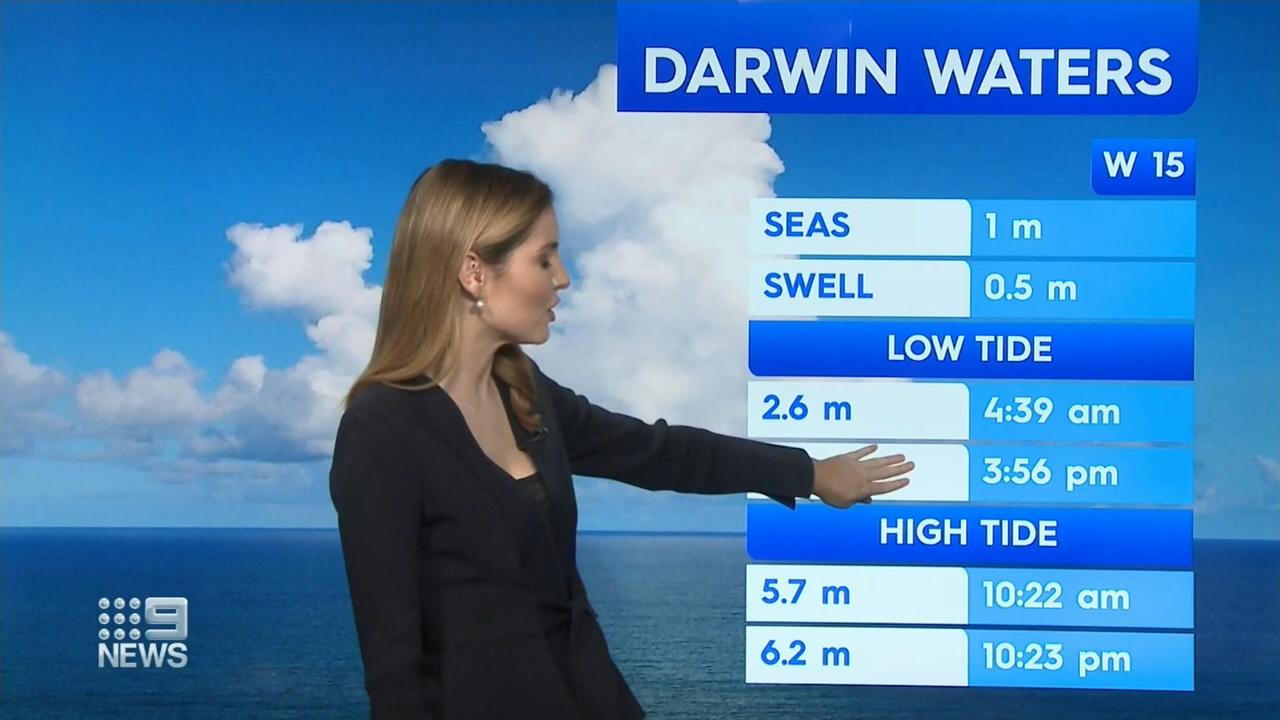 DARWIN WATERS
W 15
SEAS 1 m
SWELL 0.5 m
LOW TIDE
2.6 m 4:39 am
3:56 pm
HIGH TIDE
5.7 m 10:22 am
6.2 m 10:23 pm
9
NEWS